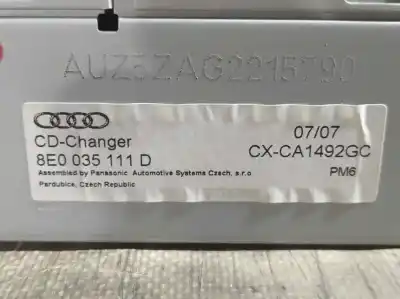 AUZ5ZAG2215790
CD-Changer
07/07
8E0 035 111 D
CX-CA1492GC
Assembled by Panasonic Automotive Systems Czech, s.r.o
PM6
Pardubice, Czech Republic